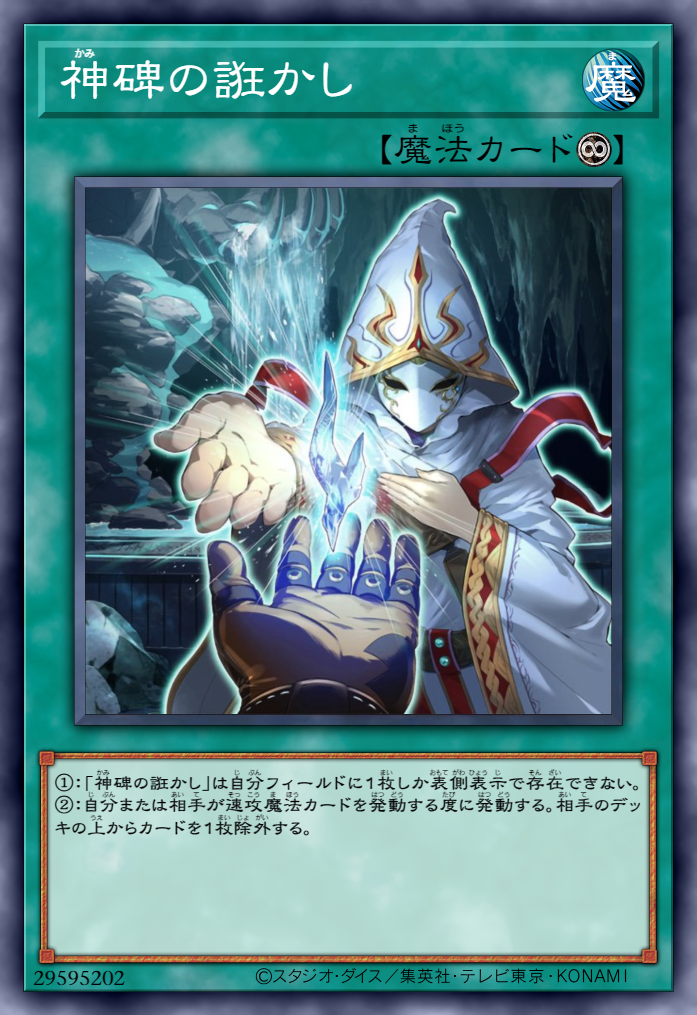 神碑の誑かし 魔
【魔法カード】
①:「神碑の誑かし」は自分フィールドに1枚しか表側表示で存在できない。
②:自分または相手が速攻魔法カードを発動する度に発動する。相手のデッ
キの上からカードを1枚除外する。
29595202 ©スタジオ・ダイス/集英社・テレビ東京・KONAMI